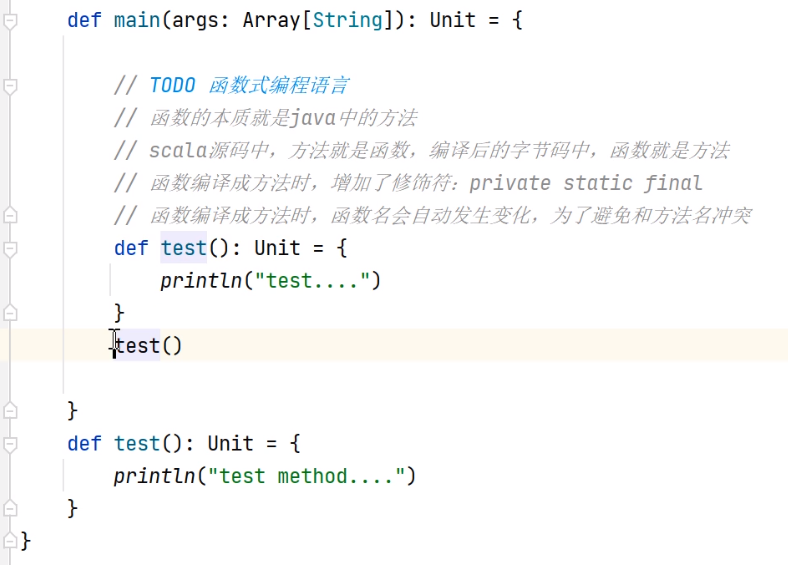 def main(args: Array[String]): Unit = {
// TODO 函数式编程语言
// 函数的本质就是java中的方法
// scala源码中，方法就是函数，编译后的字节码中，函数就是方法
// 函数编译成方法时，增加了修饰符：private static final
// 函数编译成方法时，函数名会自动发生变化，为了避免和方法名冲突
def test(): Unit = {
println("test....")
}
test()
}
def test(): Unit = {
println("test method....")
}
}